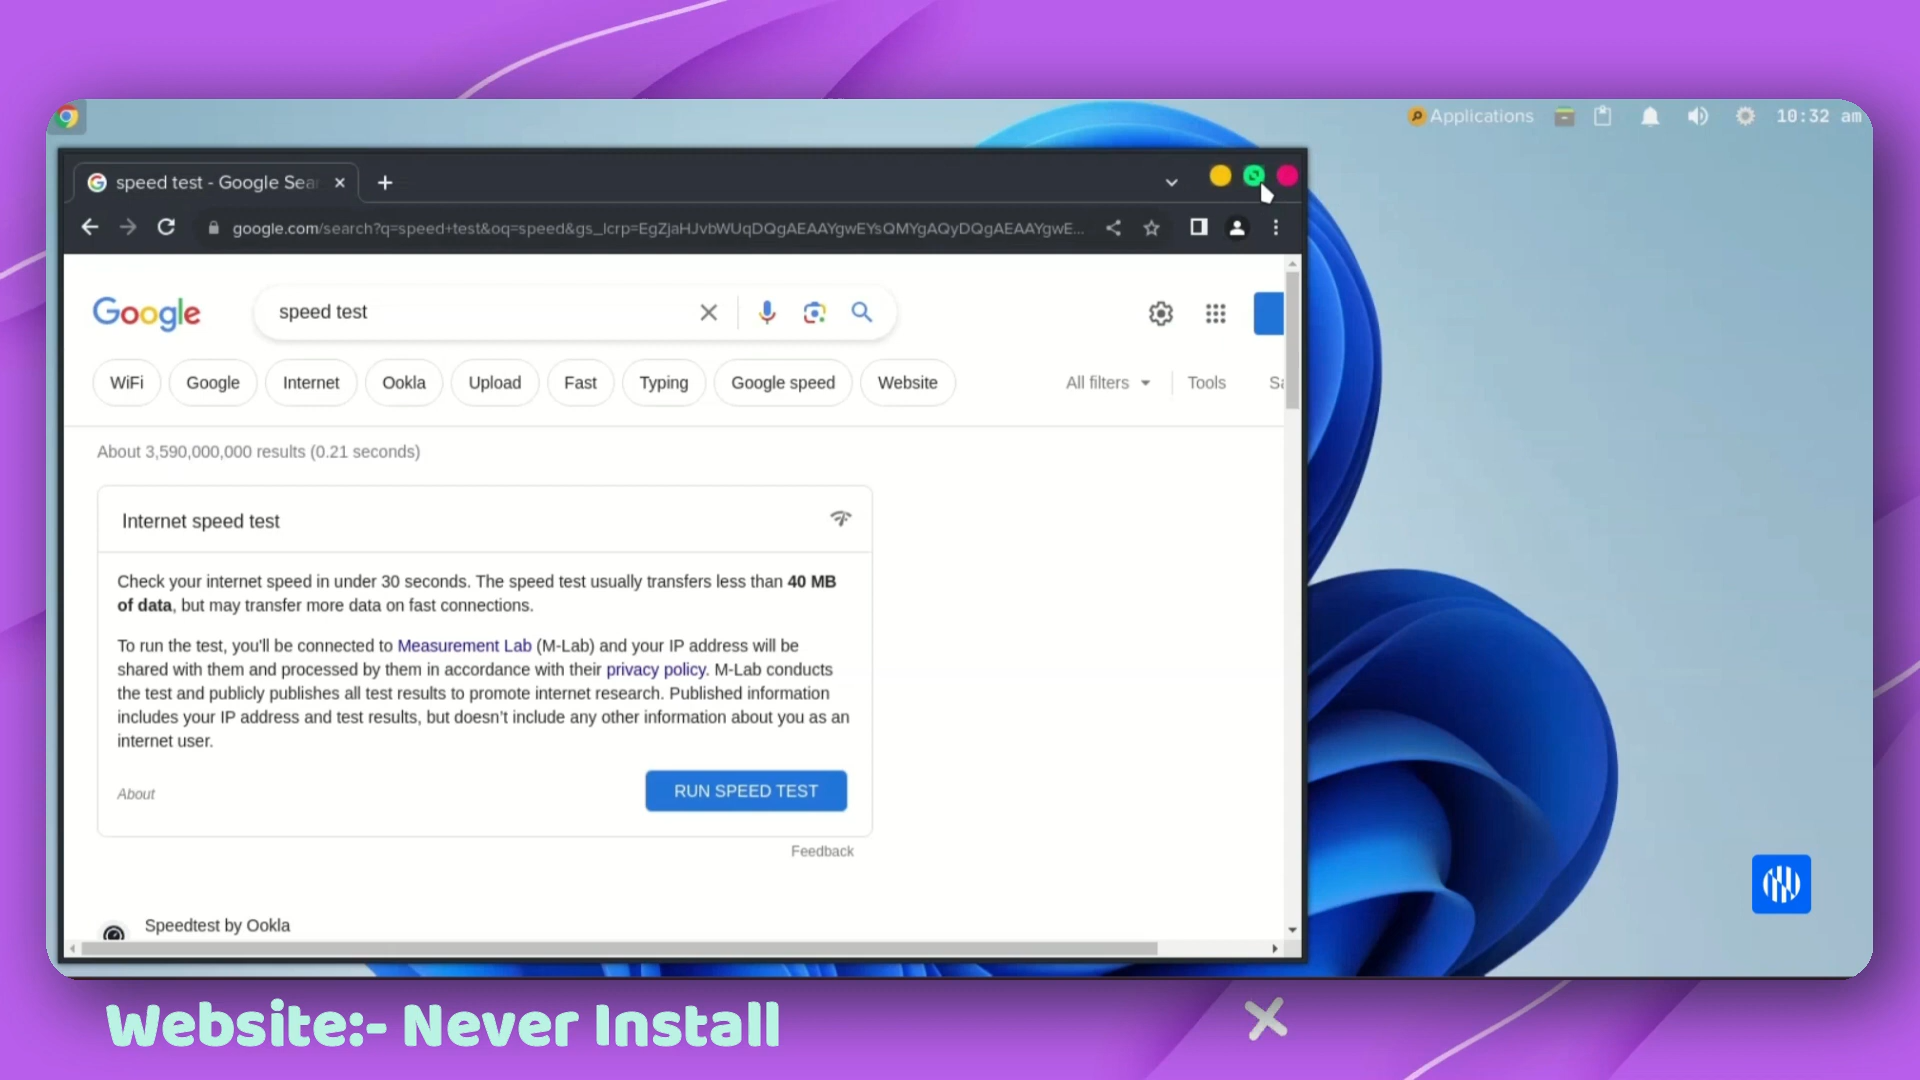 Applications
10:32 am
speed test - Google Sea
google.com/search?q=speed+test&oq=speed&gs_lcrp=EgZjaHJvbWUqDQgAEAAYgwEYsQMYgAQyDQgAEAAYgwE...
Google
speed test
WiFi
Google
Internet
Ookla
Upload
Fast
Typing
Google speed
Website
All filters
Tools
Sa
About 3,590,000,000 results (0.21 seconds)
Internet speed test
Check your internet speed in under 30 seconds. The speed test usually transfers less than 40 MB
of data, but may transfer more data on fast connections.
To run the test, you'll be connected to Measurement Lab (M-Lab) and your IP address will be
shared with them and processed by them in accordance with their privacy policy. M-Lab conducts
the test and publicly publishes all test results to promote internet research. Published information
includes your IP address and test results, but doesn't include any other information about you as an
internet user.
About
RUN SPEED TEST
Feedback
Speedtest by Ookla
Website:- Never Install